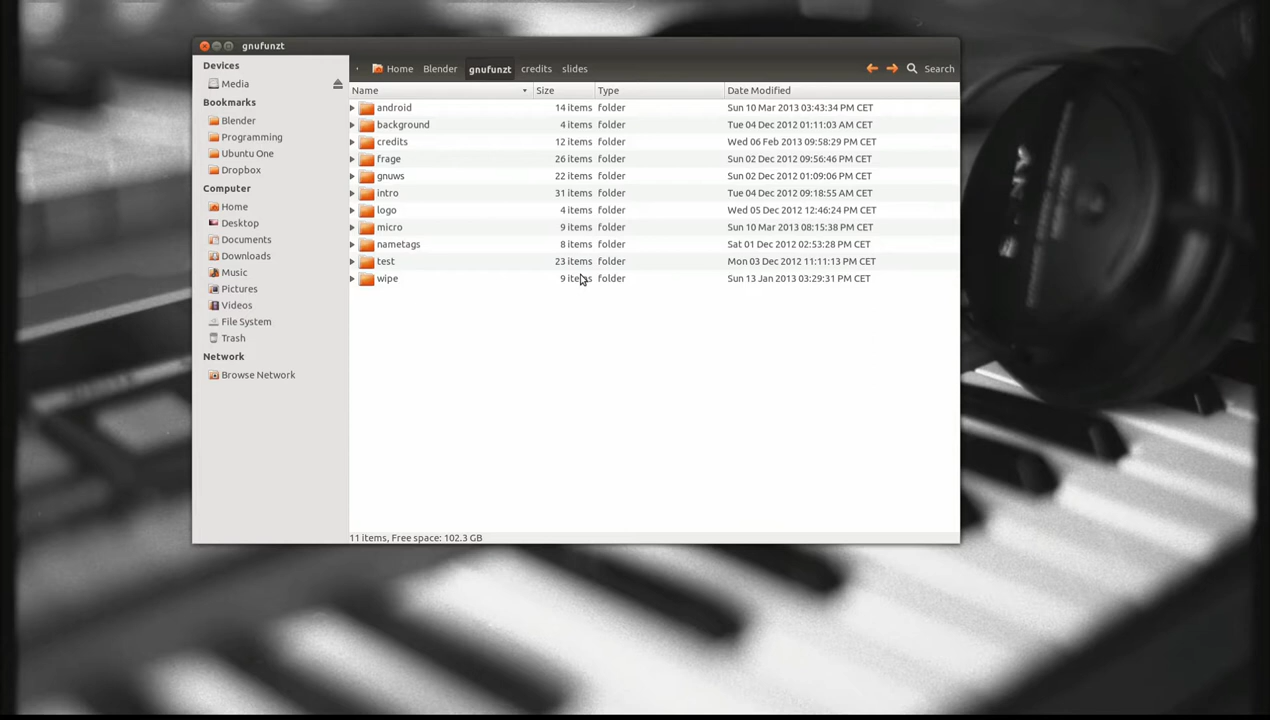 gnufunzt
Devices
Media
Bookmarks
Blender
Programming
Ubuntu One
Dropbox
Computer
Home
Desktop
Documents
Downloads
Music
Pictures
Videos
File System
Trash
Network
Browse Network
Home Blender gnufunzt credits slides Search
Name Size Type Date Modified
android 14 items folder Sun 10 Mar 2013 03:43:34 PM CET
background 4 items folder Tue 04 Dec 2012 01:11:03 AM CET
credits 12 items folder Wed 06 Feb 2013 09:58:29 PM CET
frage 26 items folder Sun 02 Dec 2012 09:56:46 PM CET
gnuws 22 items folder Sun 02 Dec 2012 01:09:06 PM CET
intro 31 items folder Tue 04 Dec 2012 09:18:55 AM CET
logo 4 items folder Wed 05 Dec 2012 12:46:24 PM CET
micro 9 items folder Sun 10 Mar 2013 08:15:38 PM CET
nametags 8 items folder Sat 01 Dec 2012 02:53:28 PM CET
test 23 items folder Mon 03 Dec 2012 11:11:13 PM CET
wipe 9 items folder Sun 13 Jan 2013 03:29:31 PM CET
11 items, Free space: 102.3 GB